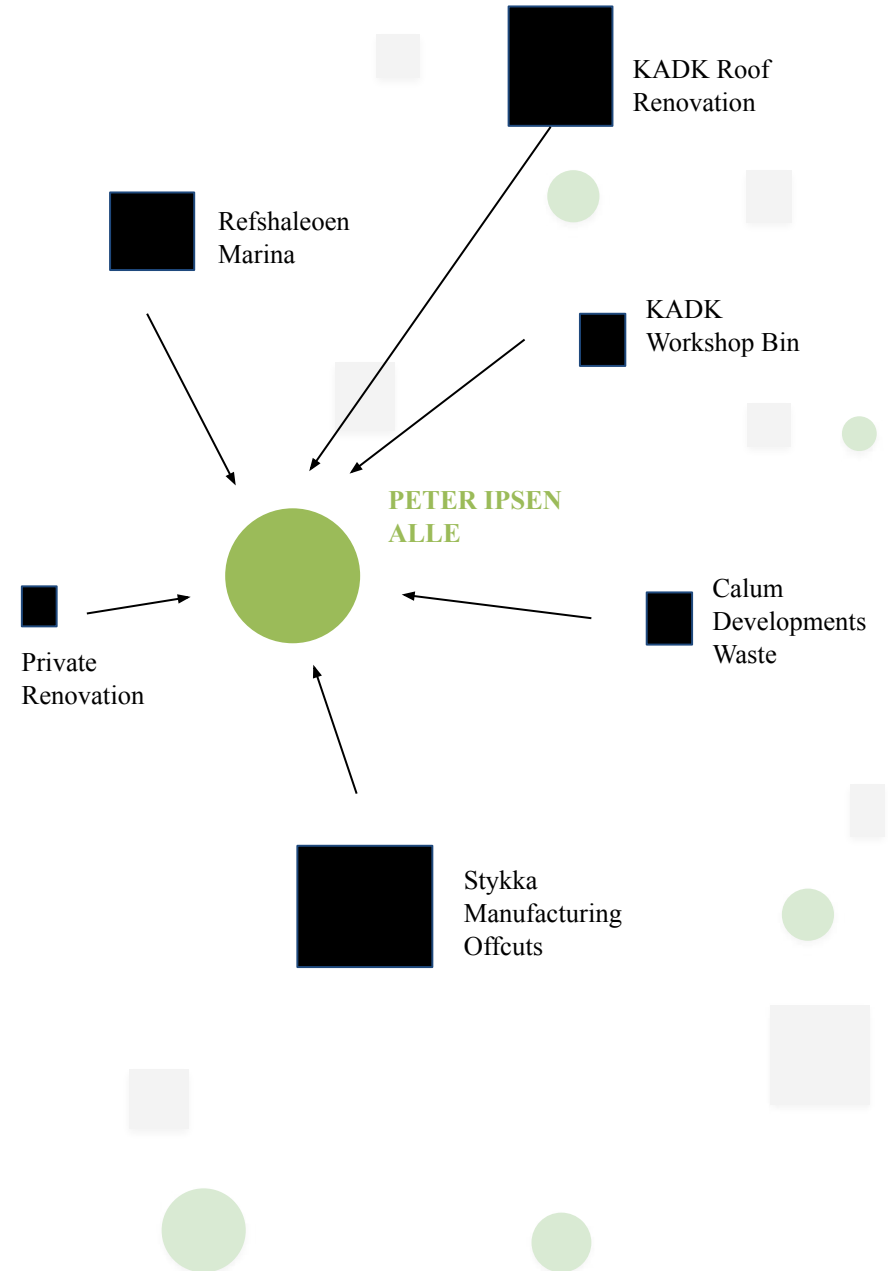 KADK Roof
Renovation
Refshaleoen
Marina
KADK
Workshop Bin
PETER IPSEN
ALLE
Calum
Developments
Waste
Private
Renovation
Stykka
Manufacturing
Offcuts